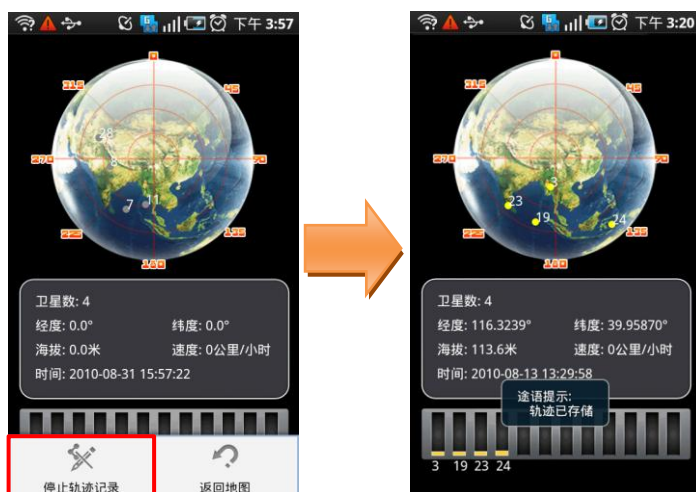 下午 3:57
0
315
45
28
270
8
90
7
11
225
135
180
卫星数: 4
经度: 0.0° 纬度: 0.0°
海拔: 0.0米 速度: 0公里/小时
时间: 2010-08-31 15:57:22
停止轨迹记录 返回地图
下午 3:20
0
315
45
270
90
3
23
19
24
225
135
180
卫星数: 4
经度: 116.3239° 纬度: 39.95870°
海拔: 113.6米 速度: 0公里/小时
时间: 2010-08-13 13:29:58
途语提示:
轨迹已存储
3 19 23 24